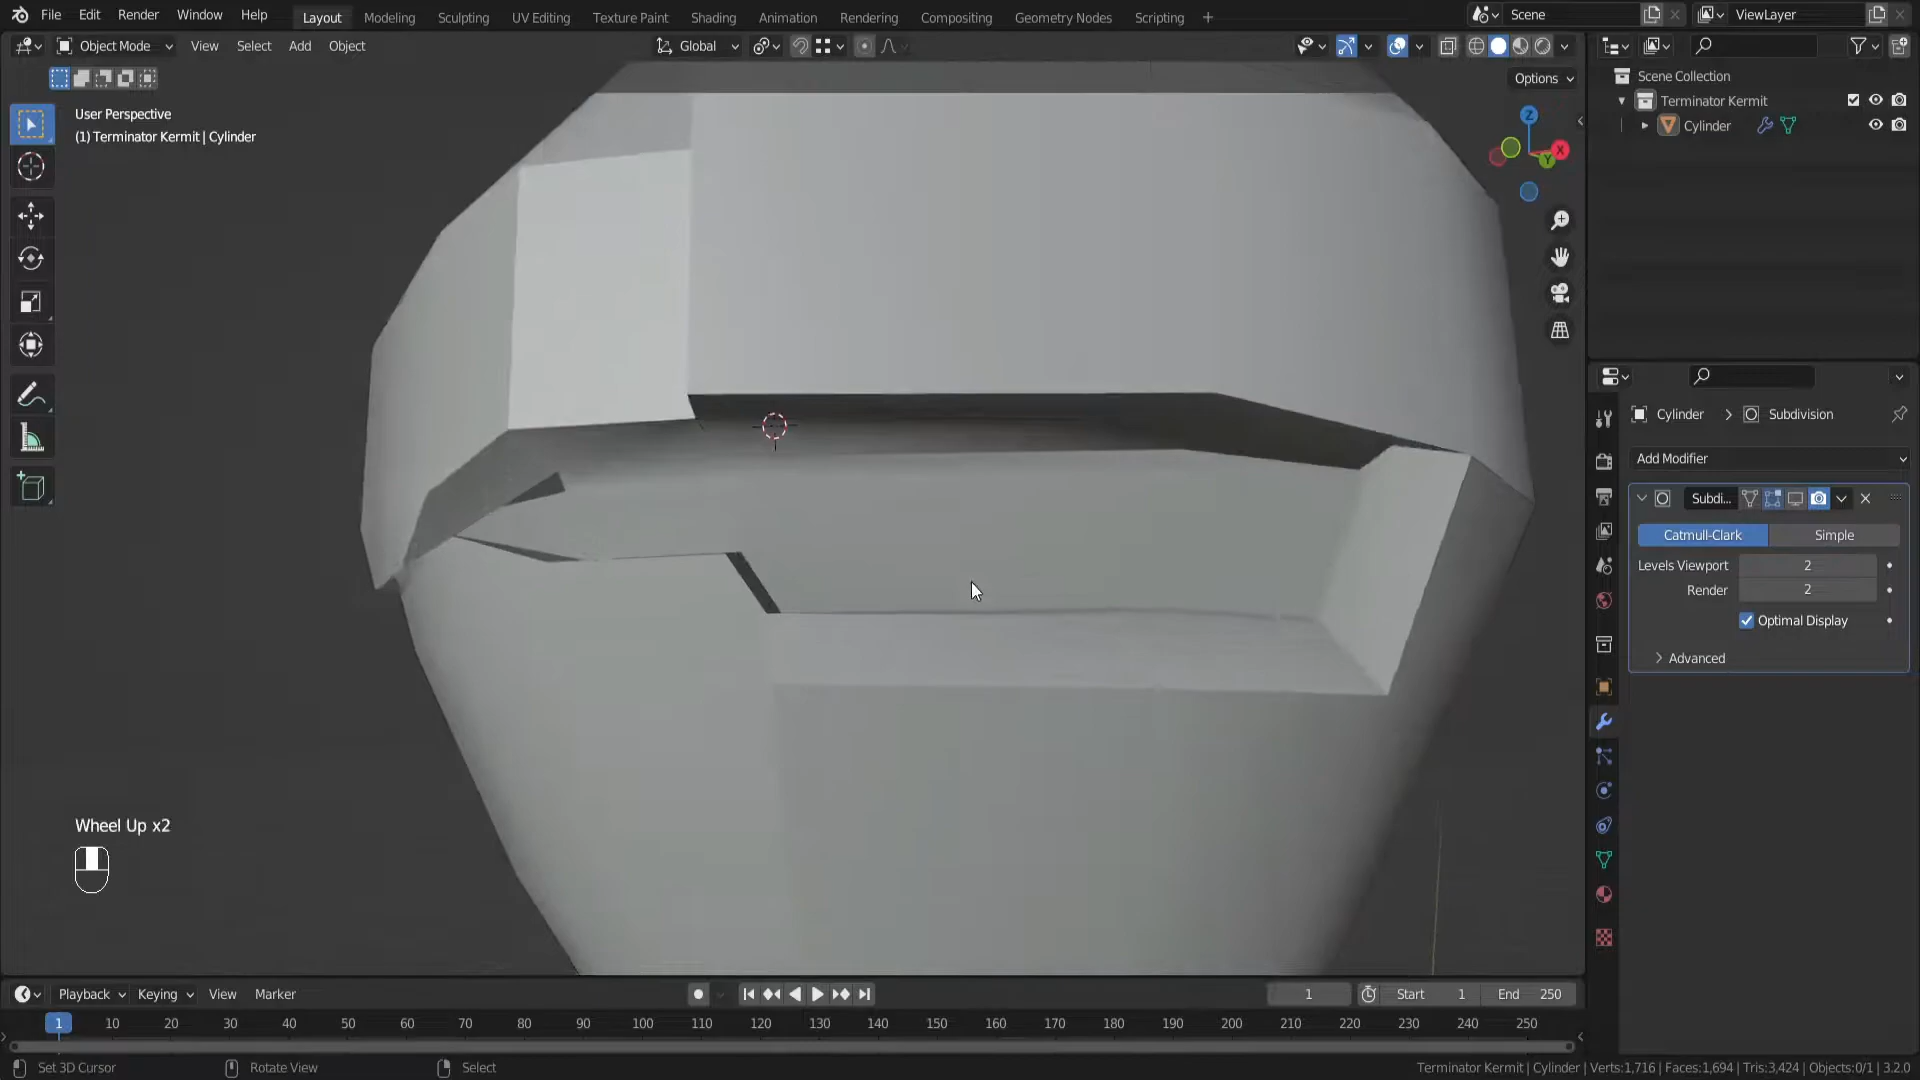 File Edit Render Window Help Layout Modeling Sculpting UV Editing Texture Paint Shading Animation Rendering Compositing Geometry Nodes Scripting + Scene ViewLayer
Object Mode View Select Add Object Global
Options
User Perspective
(1) Terminator Kermit | Cylinder
Z
X
Y
Scene Collection
Terminator Kermit
Cylinder
Cylinder > Subdivision
Add Modifier
Subdi...
Catmull-Clark Simple
Levels Viewport 2
Render 2
Optimal Display
Advanced
Wheel Up x2
Playback Keying View Marker 1 Start 1 End 250
1 10 20 30 40 50 60 70 80 90 100 110 120 130 140 150 160 170 180 190 200 210 220 230 240 250
Set 3D Cursor Rotate View Select Terminator Kermit | Cylinder | Verts:1,716 | Faces:1,694 | Tris:3,424 | Objects:0/1 | 3.2.0